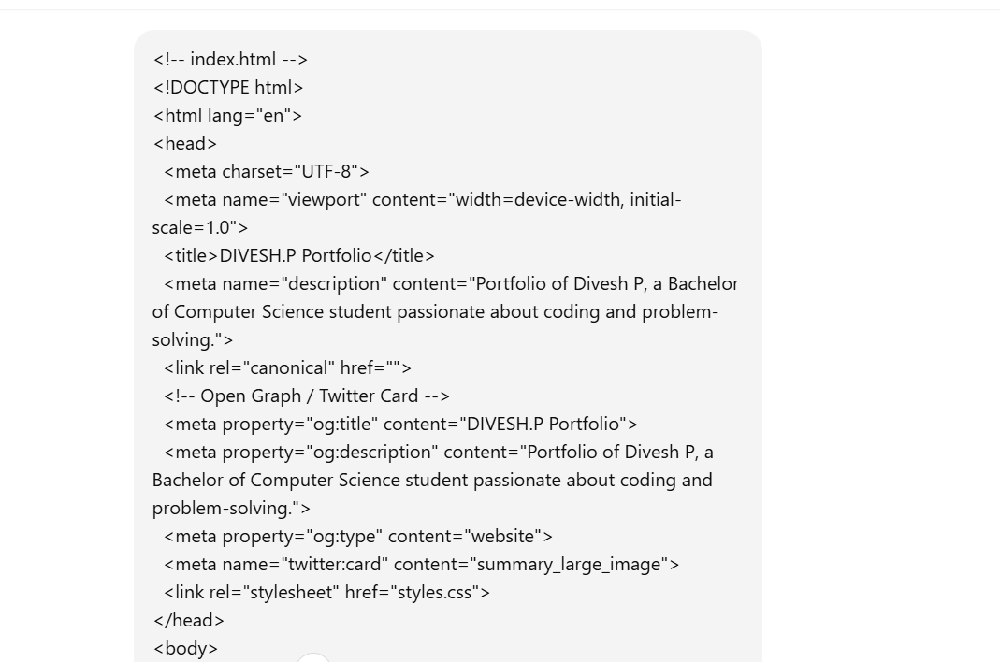 <!-- index.html -->
<!DOCTYPE html>
<html lang="en">
<head>
  <meta charset="UTF-8">
  <meta name="viewport" content="width=device-width, initial-
scale=1.0">
  <title>DIVESH.P Portfolio</title>
  <meta name="description" content="Portfolio of Divesh P, a Bachelor
of Computer Science student passionate about coding and problem-
solving.">
  <link rel="canonical" href="">
  <!-- Open Graph / Twitter Card -->
  <meta property="og:title" content="DIVESH.P Portfolio">
  <meta property="og:description" content="Portfolio of Divesh P, a
Bachelor of Computer Science student passionate about coding and
problem-solving.">
  <meta property="og:type" content="website">
  <meta name="twitter:card" content="summary_large_image">
  <link rel="stylesheet" href="styles.css">
</head>
<body>